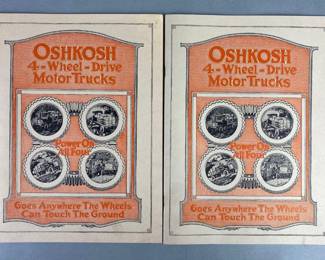 OSHKOSH
4-Wheel-Drive
Motor Trucks
Power On
All Four
Goes Anywhere The Wheels
Can Touch The Ground
OSHKOSH
4-Wheel-Drive
Motor Trucks
Power On
All Four
Goes Anywhere The Wheels
Can Touch The Ground